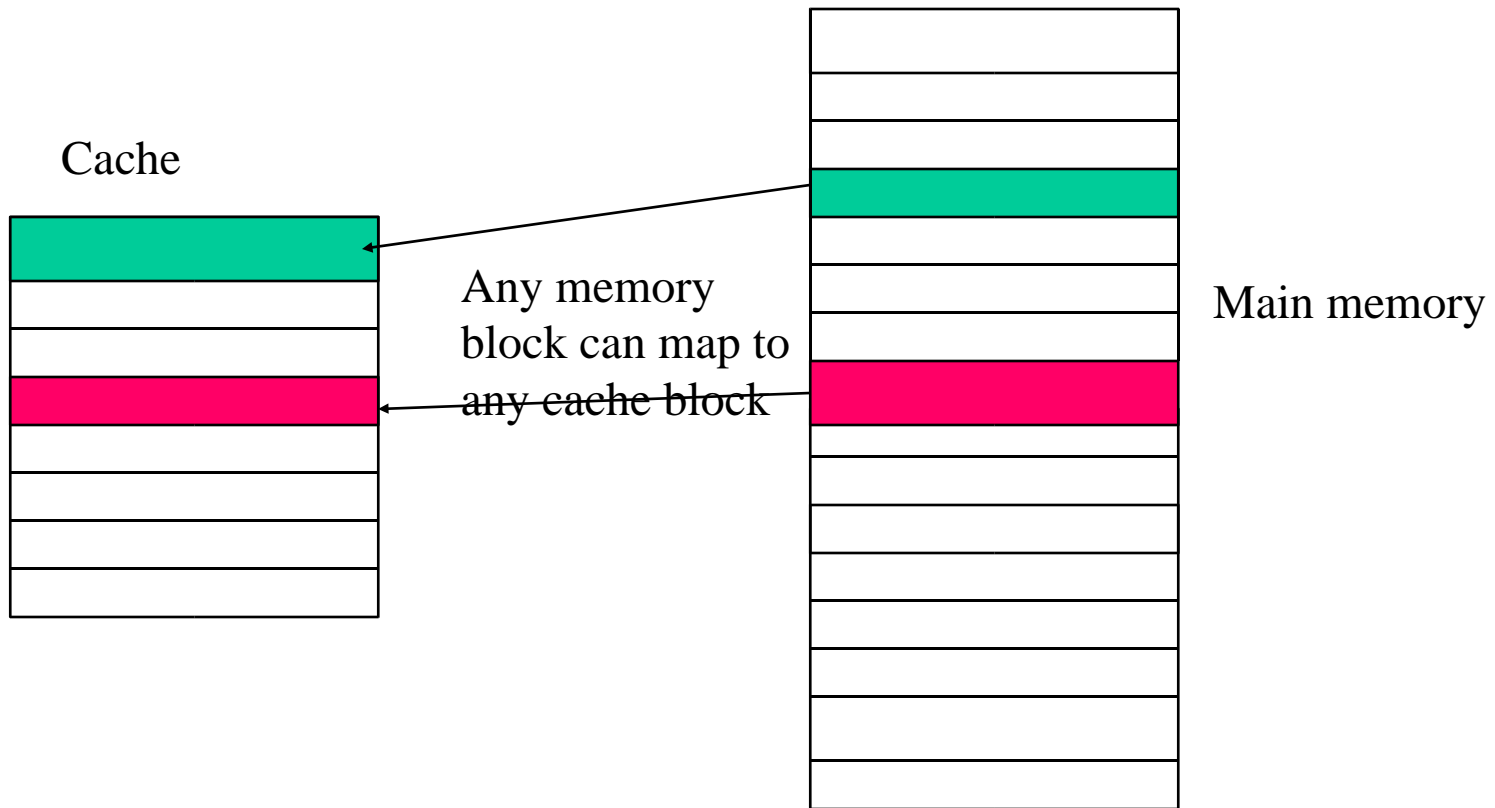 Cache
Any memory
block can map to
any cache block
Main memory